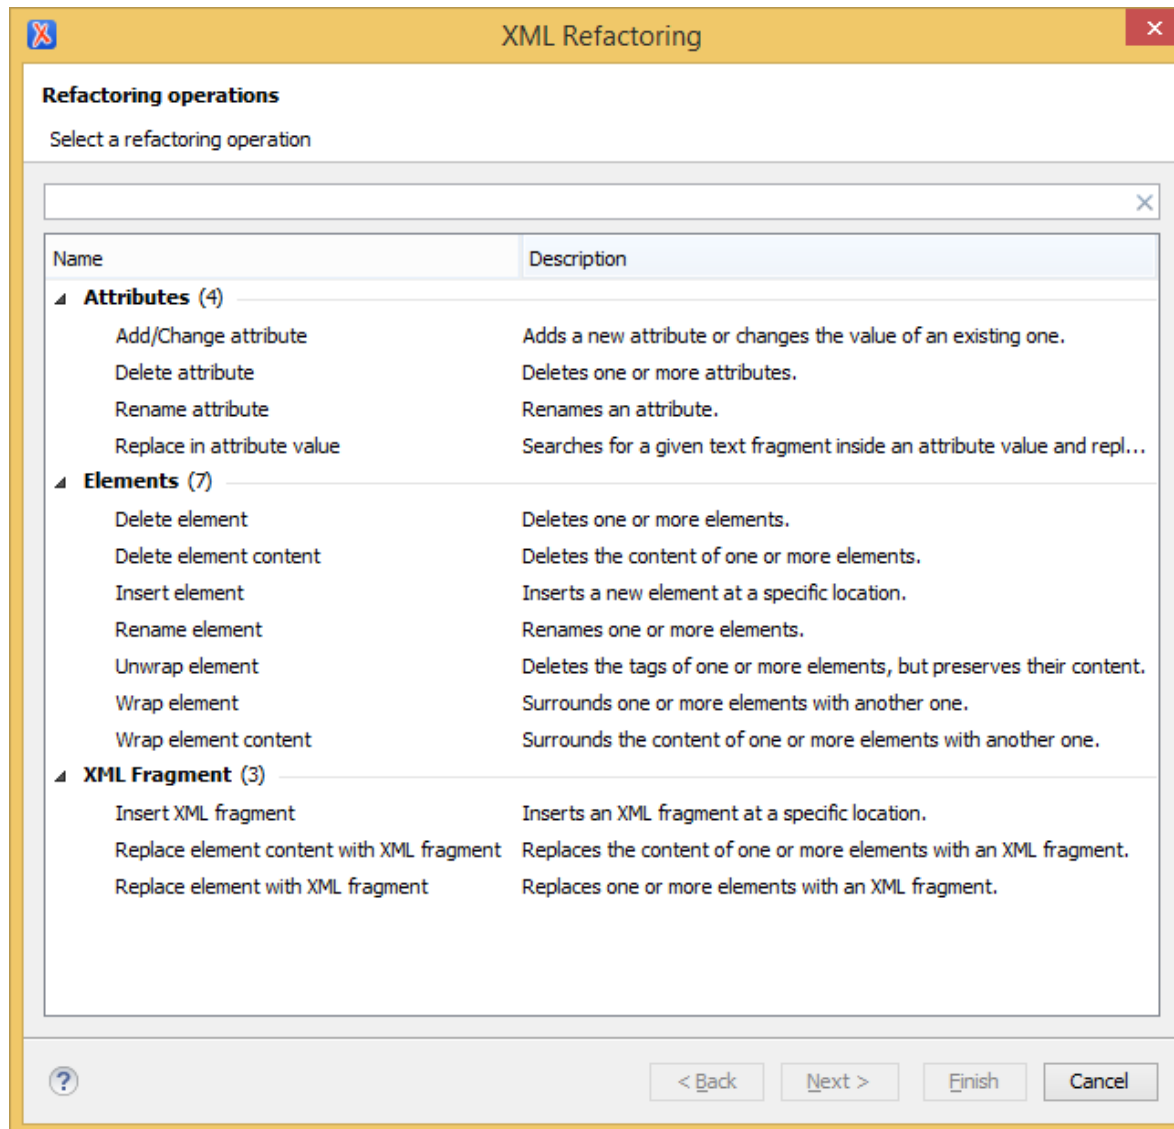 XML Refactoring
Refactoring operations
Select a refactoring operation
Name Description
Attributes (4)
Add/Change attribute Adds a new attribute or changes the value of an existing one.
Delete attribute Deletes one or more attributes.
Rename attribute Renames an attribute.
Replace in attribute value Searches for a given text fragment inside an attribute value and repl...
Elements (7)
Delete element Deletes one or more elements.
Delete element content Deletes the content of one or more elements.
Insert element Inserts a new element at a specific location.
Rename element Renames one or more elements.
Unwrap element Deletes the tags of one or more elements, but preserves their content.
Wrap element Surrounds one or more elements with another one.
Wrap element content Surrounds the content of one or more elements with another one.
XML Fragment (3)
Insert XML fragment Inserts an XML fragment at a specific location.
Replace element content with XML fragment Replaces the content of one or more elements with an XML fragment.
Replace element with XML fragment Replaces one or more elements with an XML fragment.
? < Back Next > Finish Cancel